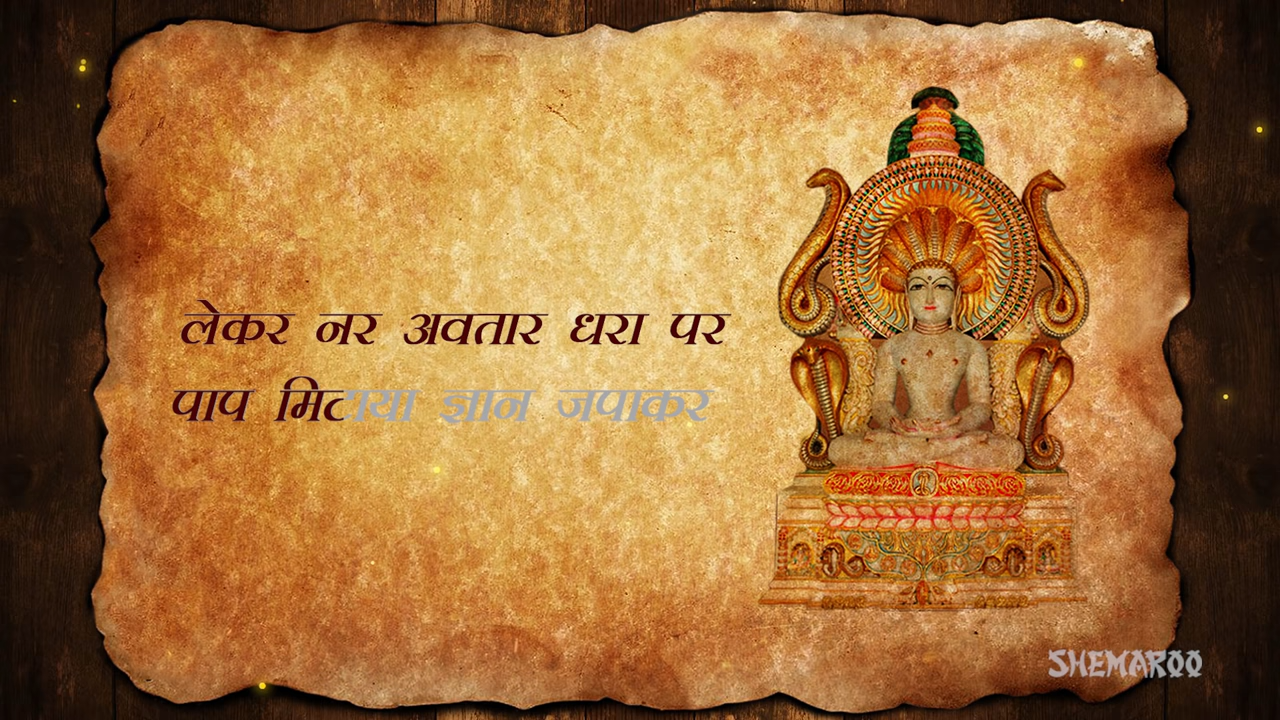 लेकर नर अवतार धरा पर
पाप मिटाया ज्ञान जपाकर
SHEMAROO